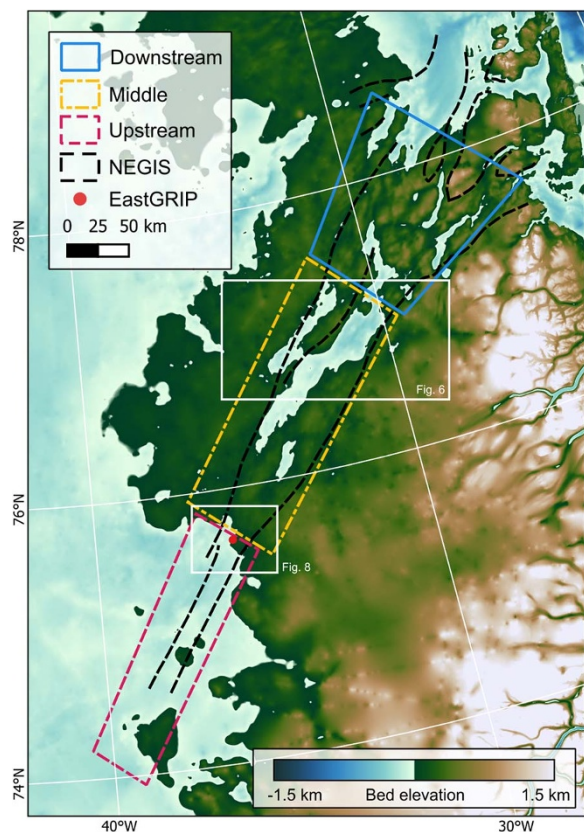 Downstream
Middle
Upstream
NEGIS
EastGRIP
0 25 50 km
78°N
Fig. 6
76°N
Fig. 8
74°N
-1.5 km Bed elevation 1.5 km
40°W 30°W